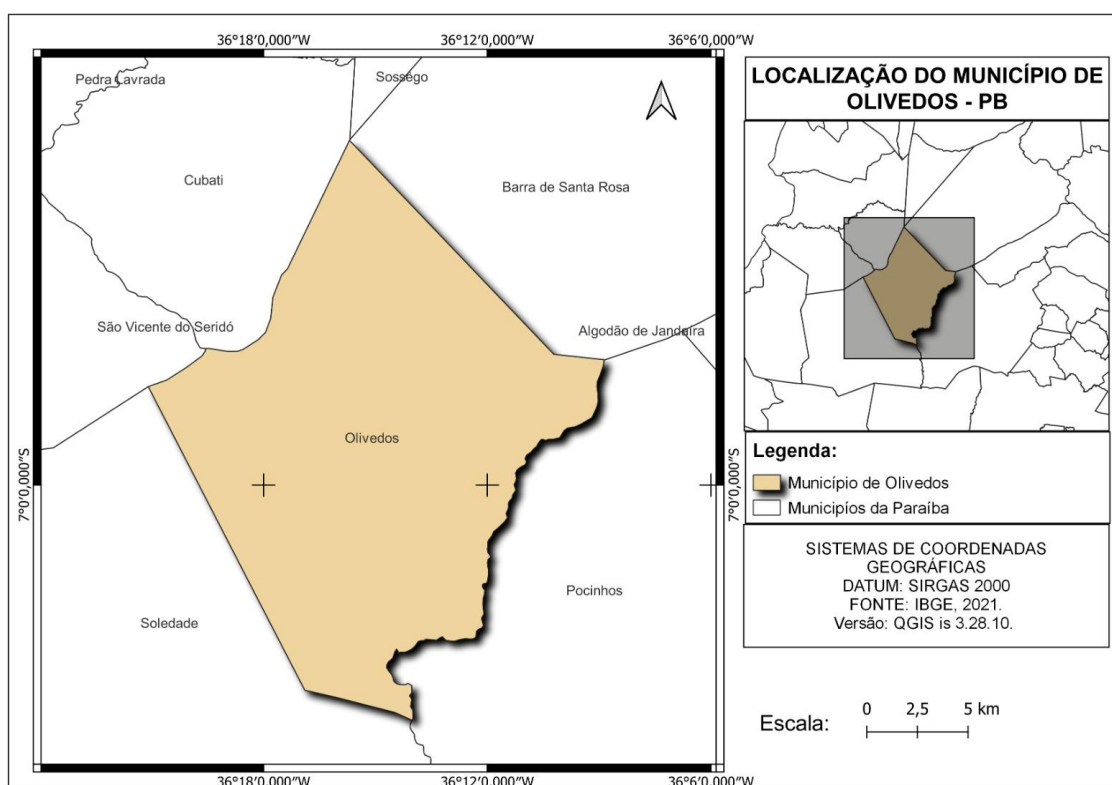 36°18'0,000"W
36°12'0,000"W
36°6'0,000"W
Pedra Lavrada
Sossego
Cubati
Barra de Santa Rosa
São Vicente do Seridó
Algodão de Jandaíra
Olivedos
7°0'0,000"S
7°0'0,000"S
Pocinhos
Soledade
36°18'0,000"W
36°12'0,000"W
36°6'0,000"W
LOCALIZAÇÃO DO MUNICÍPIO DE
OLIVEDOS - PB
Legenda:
Município de Olivedos
Municipíos da Paraíba
SISTEMAS DE COORDENADAS
GEOGRÁFICAS
DATUM: SIRGAS 2000
FONTE: IBGE, 2021.
Versão: QGIS is 3.28.10.
Escala:
0 2,5 5 km